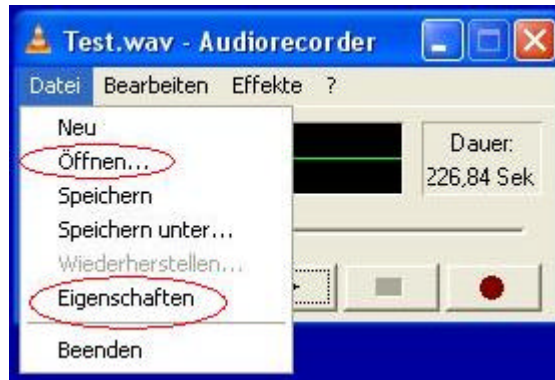 Test.wav - Audiorecorder
Datei Bearbeiten Effekte ?
Neu
Öffnen...
Speichern
Speichern unter...
Wiederherstellen...
Eigenschaften
Beenden
Dauer:
226,84 Sek